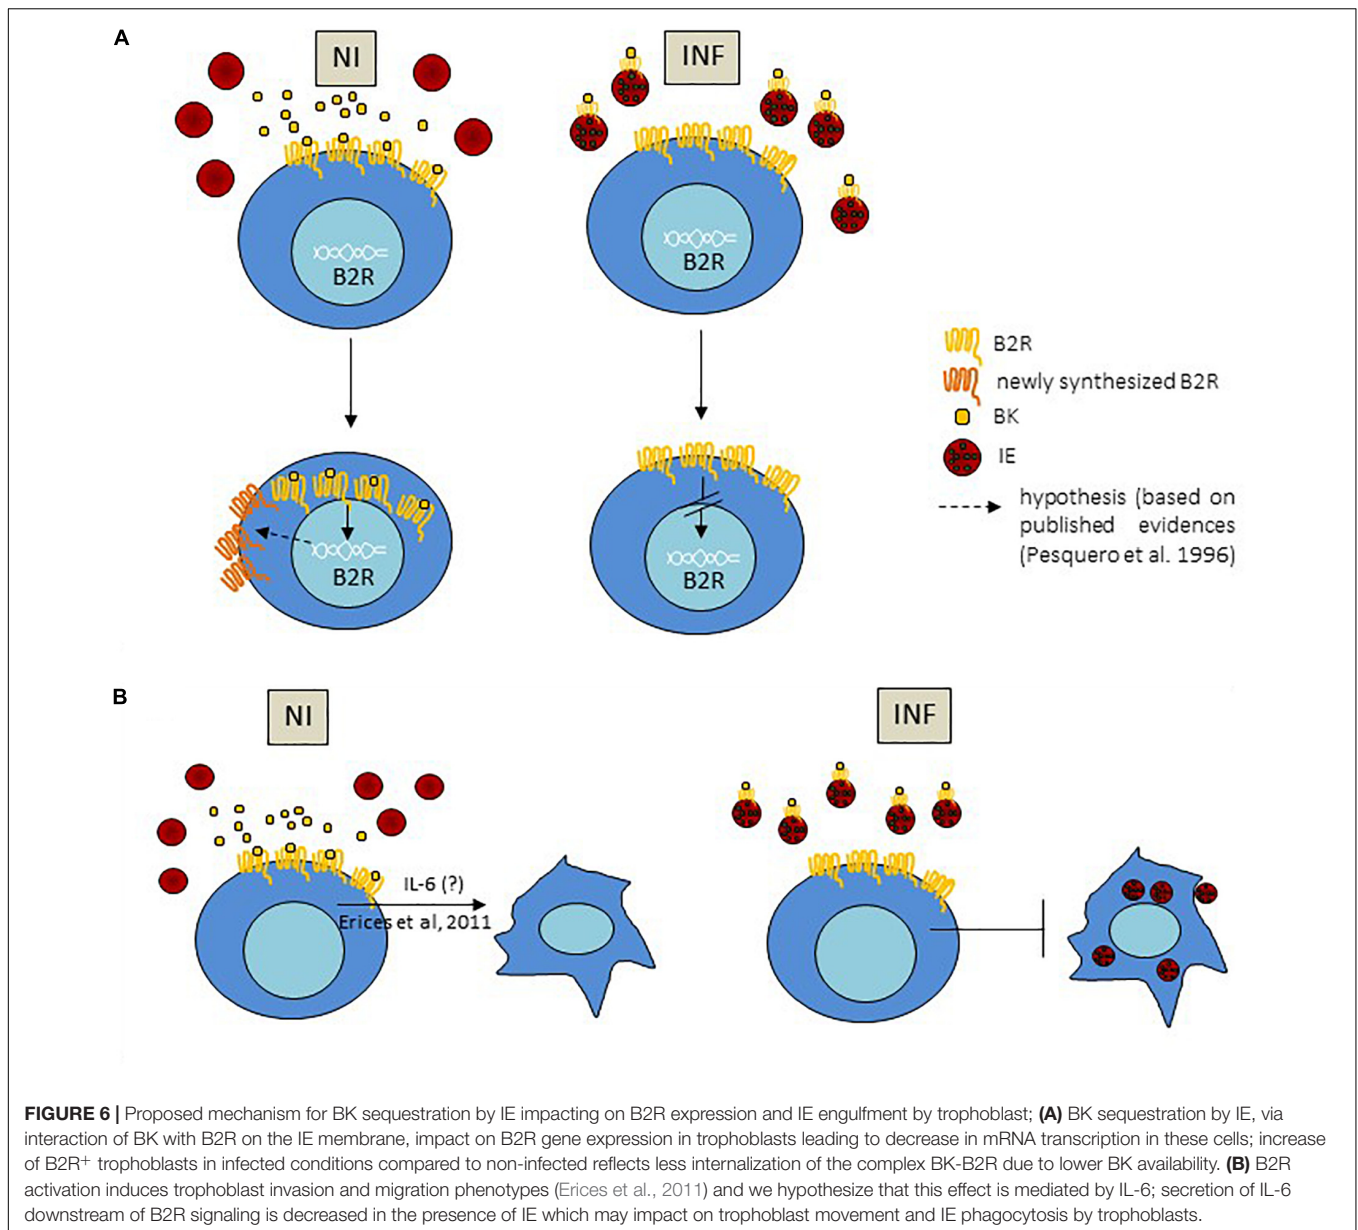 A
NI
INF
B2R
B2R
B2R
newly synthesized B2R
BK
IE
hypothesis (based on
published evidences
(Pesquero et al. 1996)
B2R
B2R
B
NI
INF
IL-6 (?)
Erices et al, 2011
FIGURE 6 | Proposed mechanism for BK sequestration by IE impacting on B2R expression and IE engulfment by trophoblast; (A) BK sequestration by IE, via
interaction of BK with B2R on the IE membrane, impact on B2R gene expression in trophoblasts leading to decrease in mRNA transcription in these cells; increase
of B2R+ trophoblasts in infected conditions compared to non-infected reflects less internalization of the complex BK-B2R due to lower BK availability. (B) B2R
activation induces trophoblast invasion and migration phenotypes (Erices et al., 2011) and we hypothesize that this effect is mediated by IL-6; secretion of IL-6
downstream of B2R signaling is decreased in the presence of IE which may impact on trophoblast movement and IE phagocytosis by trophoblasts.